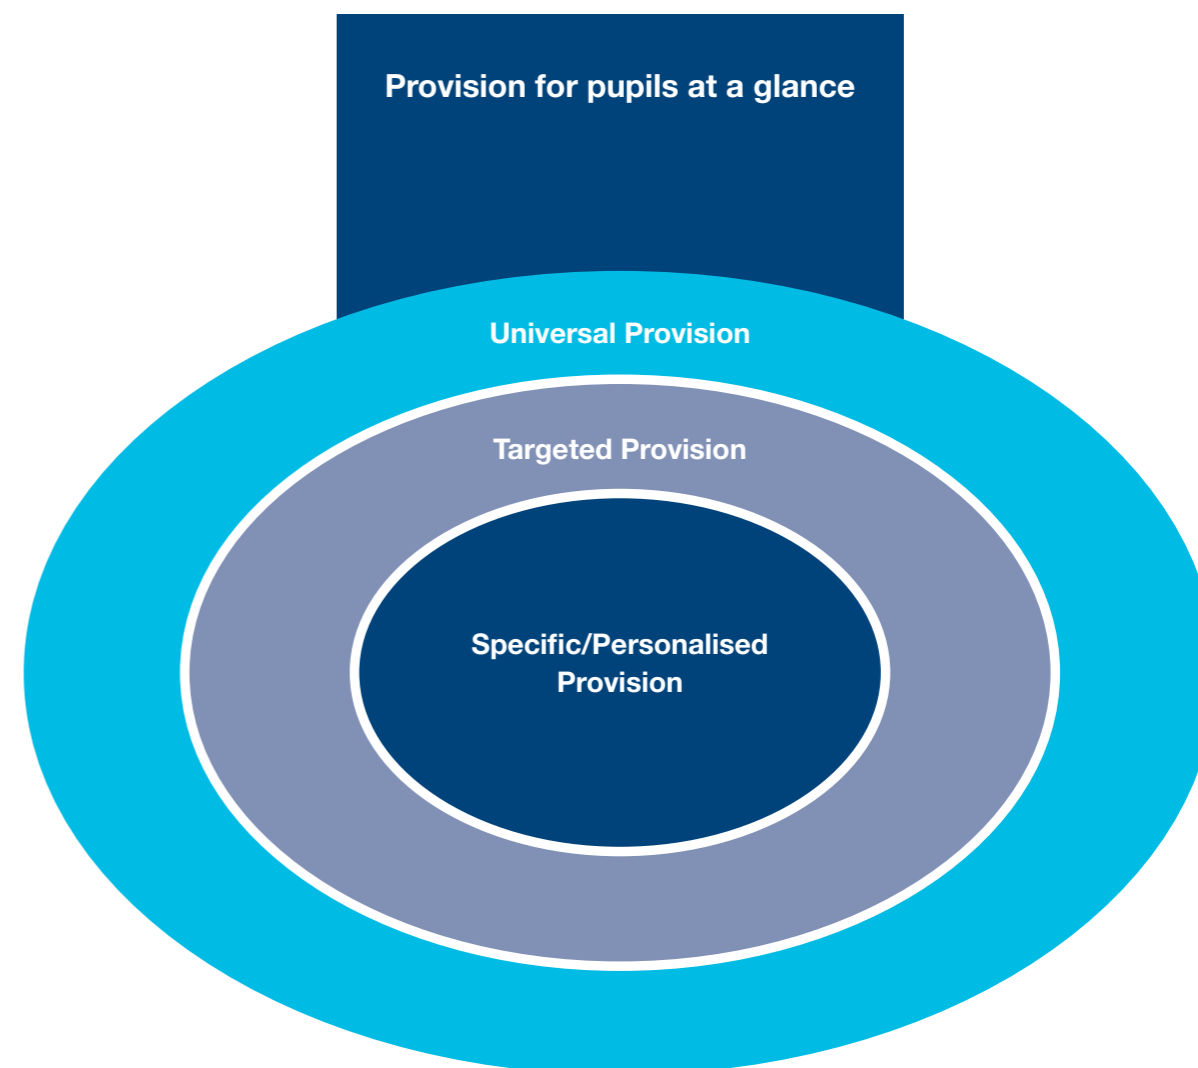 Provision for pupils at a glance
Universal Provision
Targeted Provision
Specific/Personalised
Provision